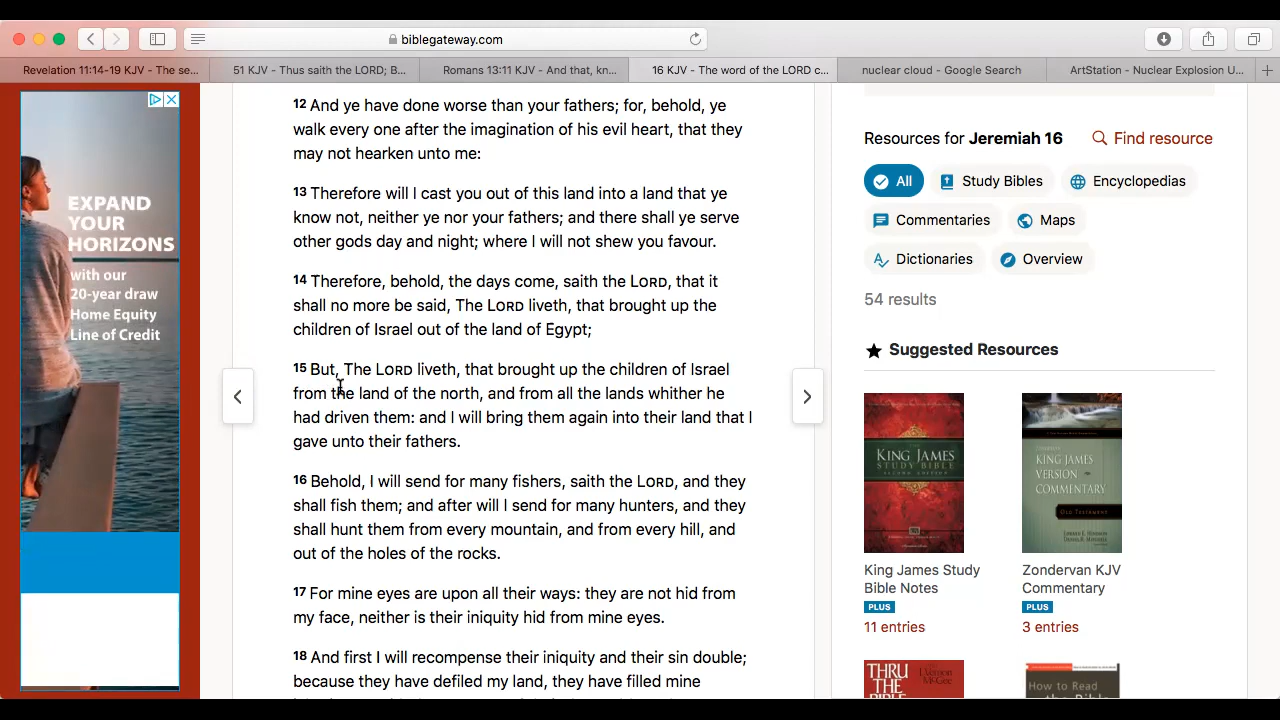 biblegateway.com
Revelation 11:14-19 KJV - The se...
51 KJV - Thus saith the LORD; B...
Romans 13:11 KJV - And that, kn...
16 KJV - The word of the LORD c...
nuclear cloud - Google Search
ArtStation - Nuclear Explosion U...
EXPAND
YOUR
HORIZONS
with our
20-year draw
Home Equity
Line of Credit
12 And ye have done worse than your fathers; for, behold, ye
walk every one after the imagination of his evil heart, that they
may not hearken unto me:
13 Therefore will I cast you out of this land into a land that ye
know not, neither ye nor your fathers; and there shall ye serve
other gods day and night; where I will not shew you favour.
14 Therefore, behold, the days come, saith the LORD, that it
shall no more be said, The LORD liveth, that brought up the
children of Israel out of the land of Egypt;
15 But, The LORD liveth, that brought up the children of Israel
from the land of the north, and from all the lands whither he
had driven them: and I will bring them again into their land that I
gave unto their fathers.
16 Behold, I will send for many fishers, saith the LORD, and they
shall fish them; and after will I send for many hunters, and they
shall hunt them from every mountain, and from every hill, and
out of the holes of the rocks.
17 For mine eyes are upon all their ways: they are not hid from
my face, neither is their iniquity hid from mine eyes.
18 And first I will recompense their iniquity and their sin double;
because they have defiled my land, they have filled mine
Resources for Jeremiah 16
Find resource
All
Study Bibles
Encyclopedias
Commentaries
Maps
Dictionaries
Overview
54 results
Suggested Resources
KING JAMES
STUDY BIBLE
KING JAMES
VERSION
COMMENTARY
OLD TESTAMENT
King James Study
Bible Notes
PLUS
11 entries
Zondervan KJV
Commentary
PLUS
3 entries
THRU
THE
BIBLE
How to Read
the Bible